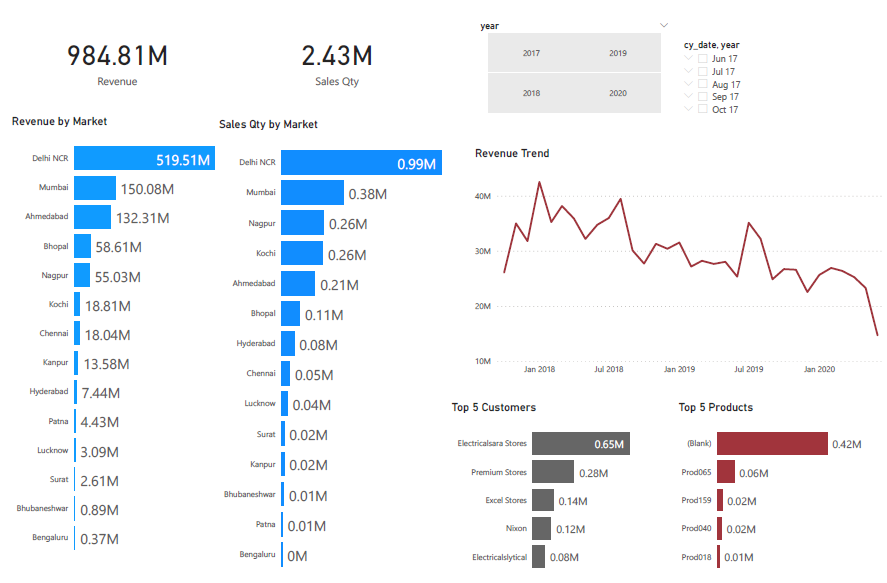 984.81M
Revenue
2.43M
Sales Qty
year
2017
2019
2018
2020
cy_date, year
Jun 17
Jul 17
Aug 17
Sep 17
Oct 17
Revenue by Market
Delhi NCR 519.51M
Mumbai 150.08M
Ahmedabad 132.31M
Bhopal 58.61M
Nagpur 55.03M
Kochi 18.81M
Chennai 18.04M
Kanpur 13.58M
Hyderabad 7.44M
Patna 4.43M
Lucknow 3.09M
Surat 2.61M
Bhubaneshwar 0.89M
Bengaluru 0.37M
Sales Qty by Market
Delhi NCR 0.99M
Mumbai 0.38M
Nagpur 0.26M
Kochi 0.26M
Ahmedabad 0.21M
Bhopal 0.11M
Hyderabad 0.08M
Chennai 0.05M
Lucknow 0.04M
Surat 0.02M
Kanpur 0.02M
Bhubaneshwar 0.01M
Patna 0.01M
Bengaluru 0M
Revenue Trend
40M
30M
20M
10M
Jan 2018 Jul 2018 Jan 2019 Jul 2019 Jan 2020
Top 5 Customers
Electricalsara Stores 0.65M
Premium Stores 0.28M
Excel Stores 0.14M
Nixon 0.12M
Electricalslytical 0.08M
Top 5 Products
(Blank) 0.42M
Prod065 0.06M
Prod159 0.02M
Prod040 0.02M
Prod018 0.01M